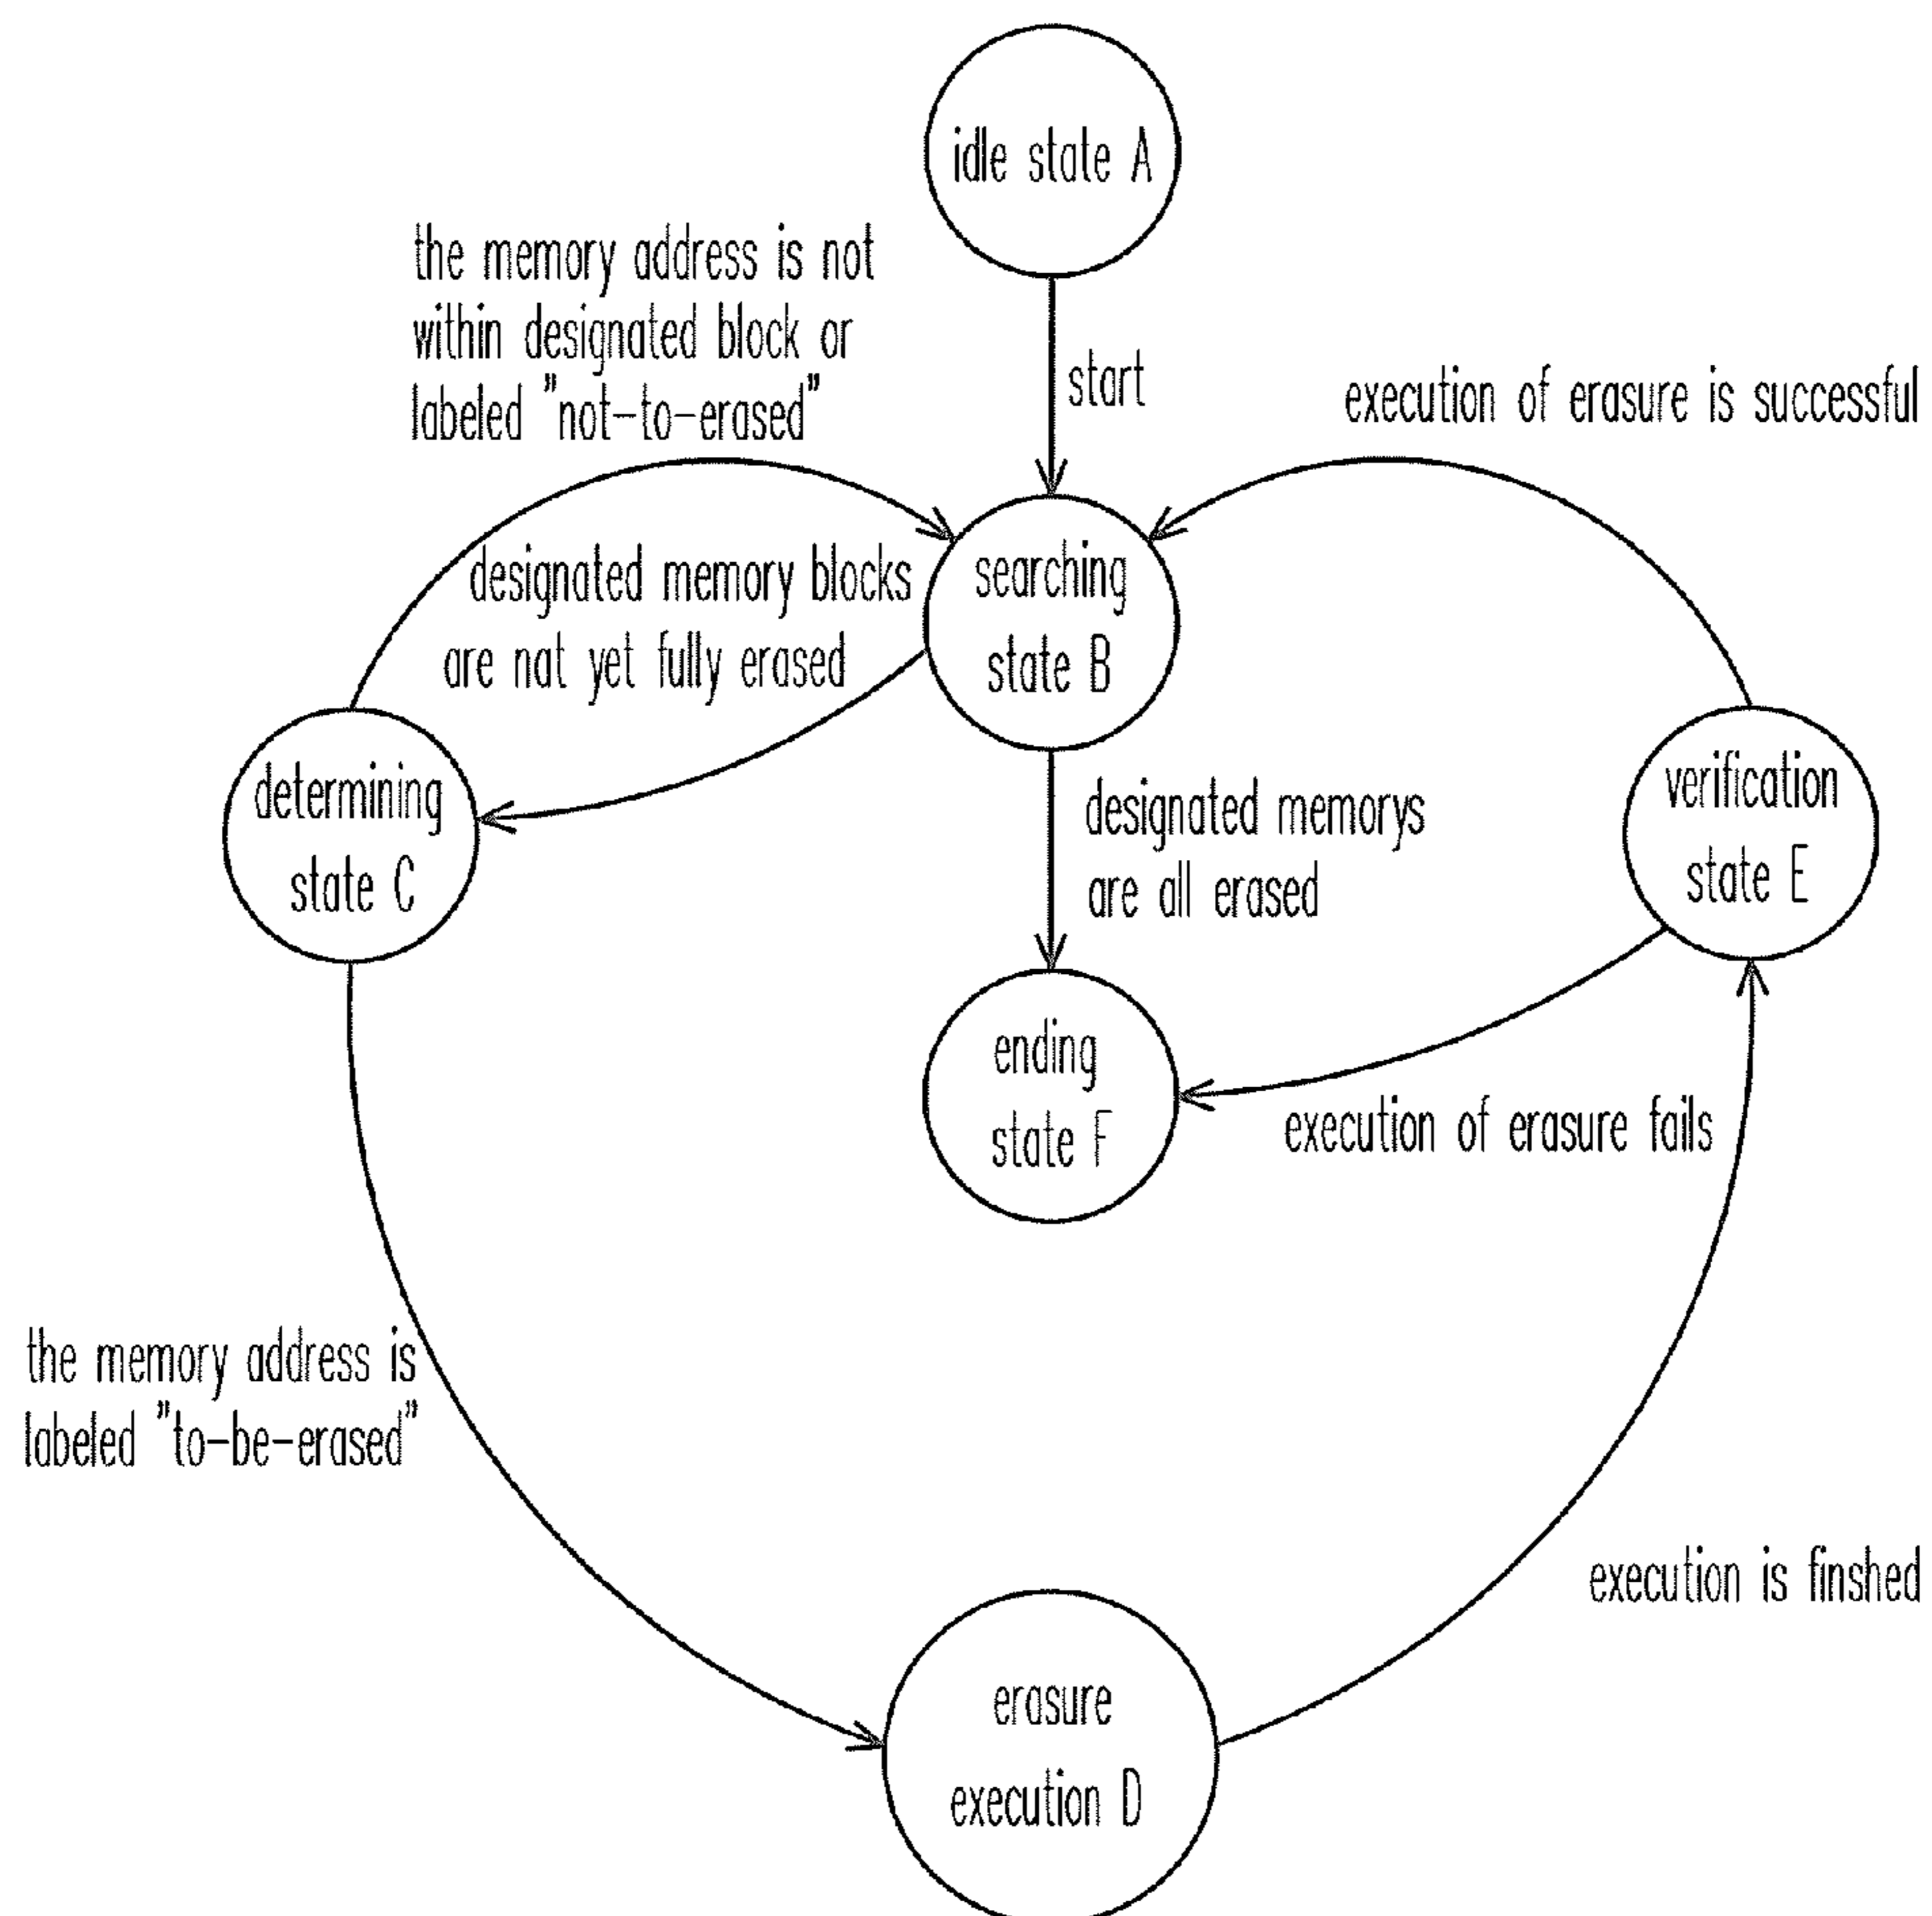 idle state A
the memory address is not
within designated block or
labeled "not-to-erased"
start
execution of erasure is successful
designated memory blocks
are nat yet fully erased
searching
state B
determining
state C
designated memorys
are all erased
verification
state E
ending
state F
execution of erasure fails
the memory address is
labeled "to-be-erased"
execution is finshed
erasure
execution D